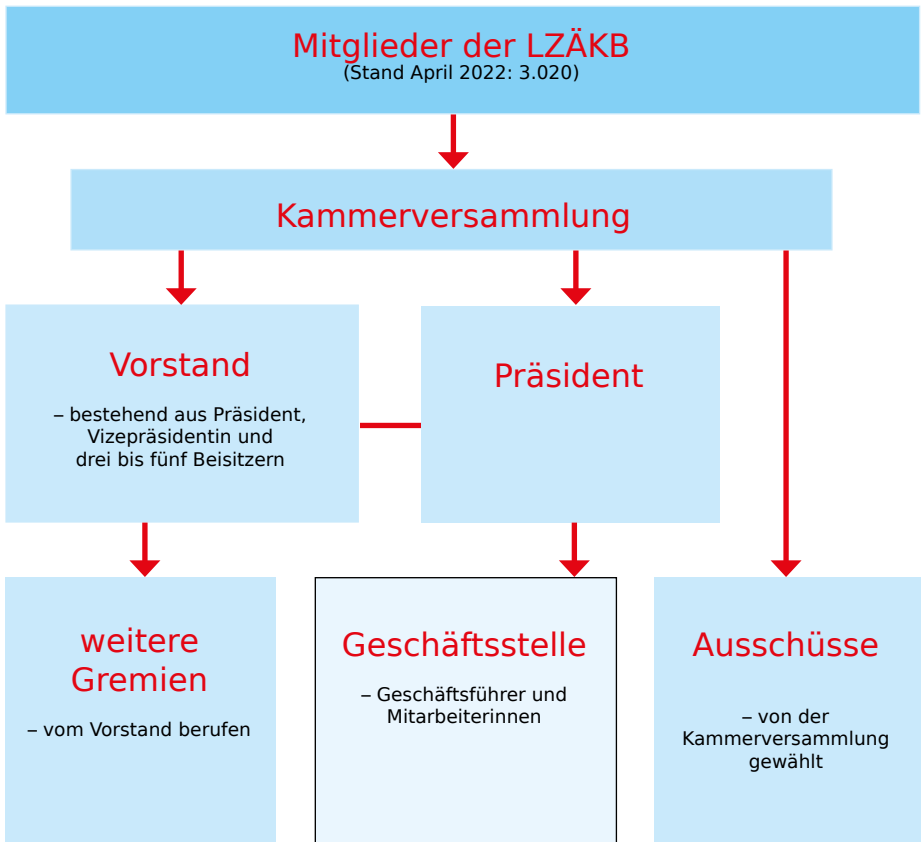 Mitglieder der LZÄKB
(Stand April 2022: 3.020)
Kammerversammlung
Vorstand
– bestehend aus Präsident,
Vizepräsidentin und
drei bis fünf Beisitzern
Präsident
weitere
Gremien
– vom Vorstand berufen
Geschäftsstelle
– Geschäftsführer und
Mitarbeiterinnen
Ausschüsse
– von der
Kammerversammlung
gewählt